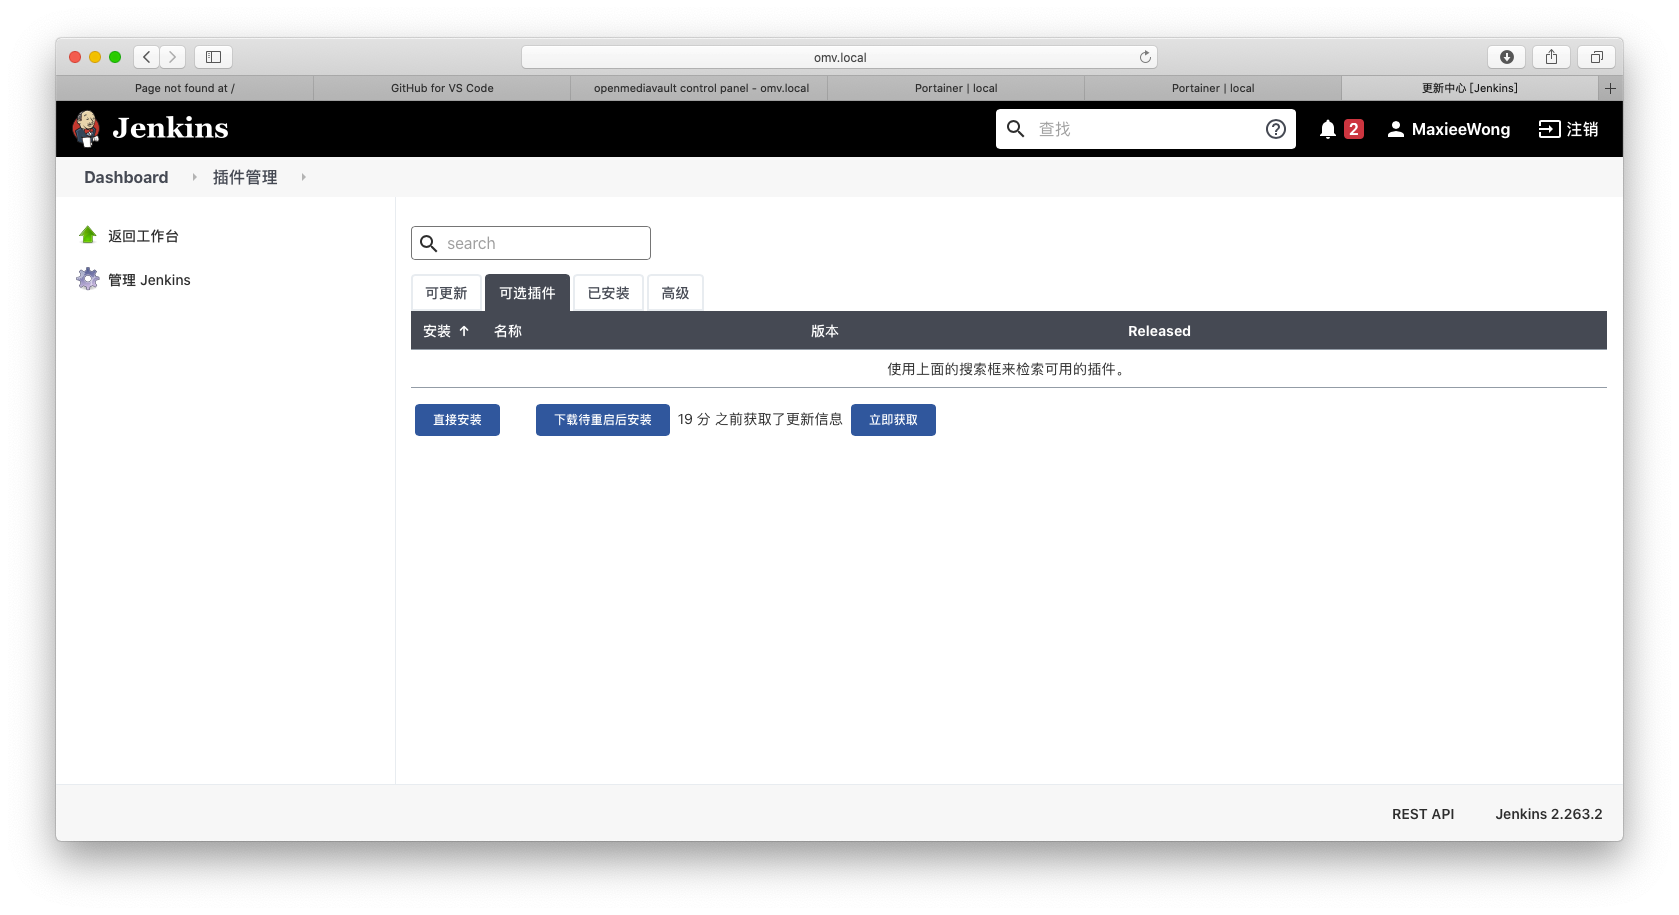 omv.local
Page not found at /
GitHub for VS Code
openmediavault control panel - omv.local
Portainer | local
Portainer | local
更新中心 [Jenkins]
Jenkins
查找
2
MaxieeWong
注销
Dashboard
插件管理
返回工作台
管理 Jenkins
search
可更新
可选插件
已安装
高级
安装 ↑
名称
版本
Released
使用上面的搜索框来检索可用的插件。
直接安装
下载待重启后安装
19 分 之前获取了更新信息
立即获取
REST API
Jenkins 2.263.2